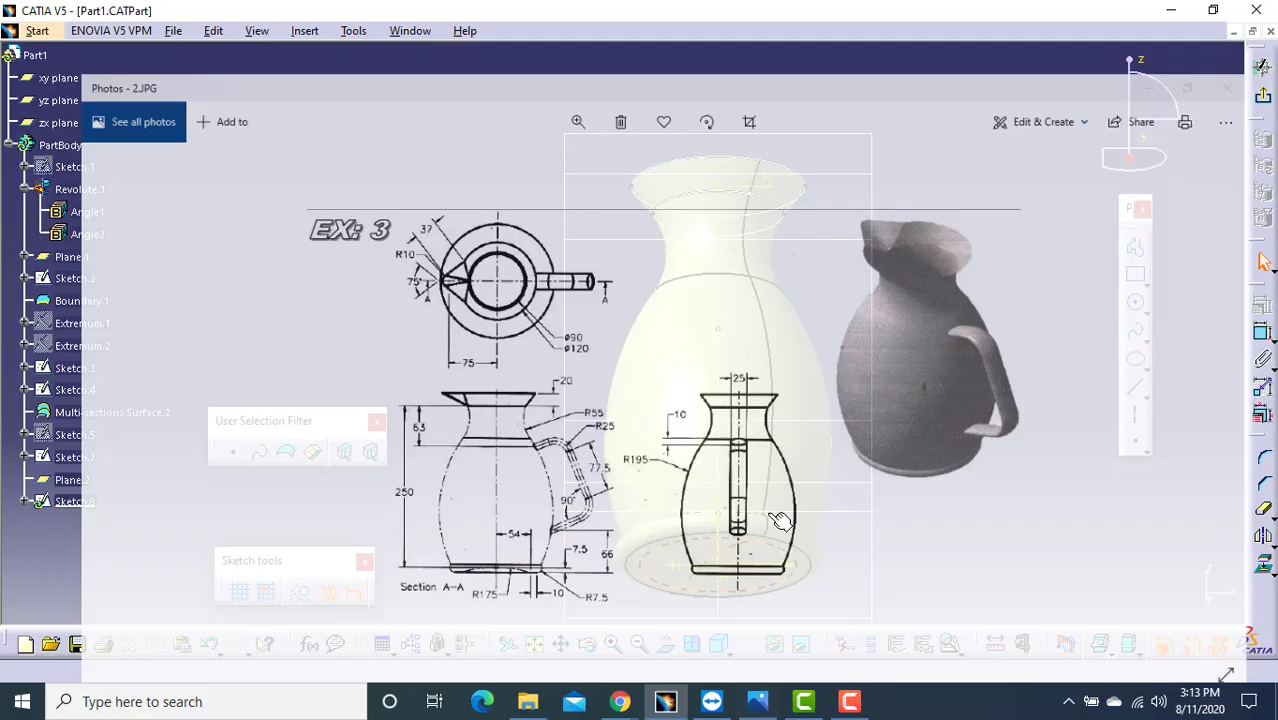 CATIA V5 - [Part1.CATPart]
Start ENOVIA V5 VPM File Edit View Insert Tools Window Help
Part1
xy plane
yz plane
zx plane
PartBody
Sketch.1
Revolute.1
Angle1
Angle2
Plane.1
Sketch.2
Boundary.1
Extremum.1
Extremum.2
Sketch.3
Sketch.4
Multi-sections Surface.2
Sketch.5
Sketch.7
Plane.2
Sketch.8
Photos - 2.JPG
See all photos
Add to
Edit & Create
Share
z
y
P
EX: 3
37
R10
75°
A
A
ø90
ø120
75
20
63
R55
R25
77.5
250
90°
54
7.5
66
Section A-A
R175
10
R7.5
25
10
R195
User Selection Filter
Sketch tools
z
x
y
CATIA
Type here to search
3:13 PM
8/11/2020